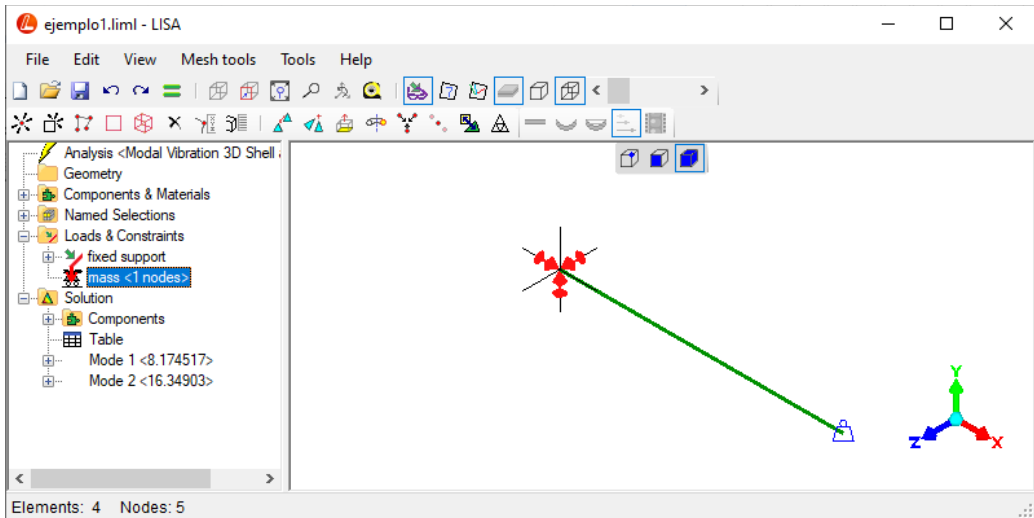 ejemplo1.liml - LISA
File Edit View Mesh tools Tools Help
Analysis <Modal Vibration 3D Shell
Geometry
Components & Materials
Named Selections
Loads & Constraints
fixed support
mass <1 nodes>
Solution
Components
Table
Mode 1 <8.174517>
Mode 2 <16.34903>
Y
Z
X
Elements: 4 Nodes: 5